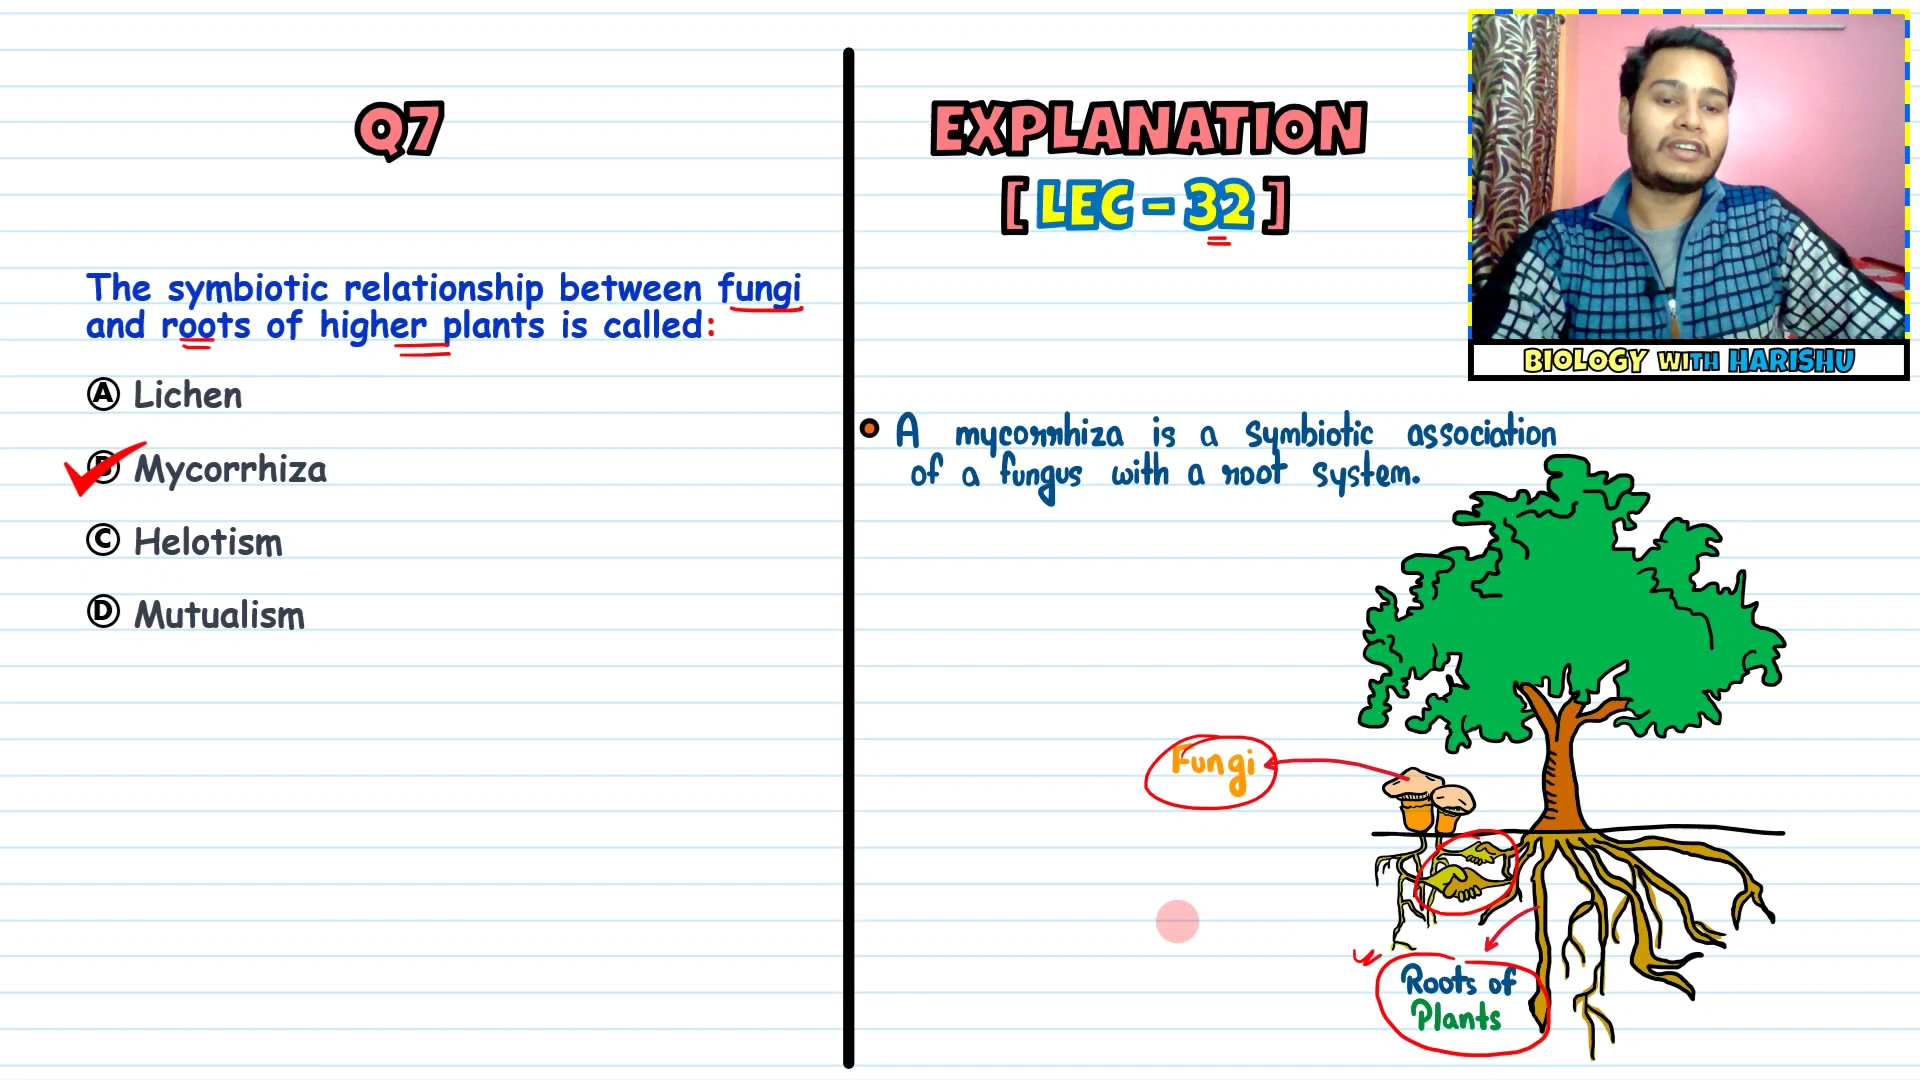 Q7
The symbiotic relationship between fungi
and roots of higher plants is called:
A Lichen
B Mycorrhiza
C Helotism
D Mutualism
EXPLANATION
[ LEC - 32 ]
BIOLOGY WITH HARISHU
A mycorrhiza is a symbiotic association
of a fungus with a root system.
Fungi
Roots of
Plants